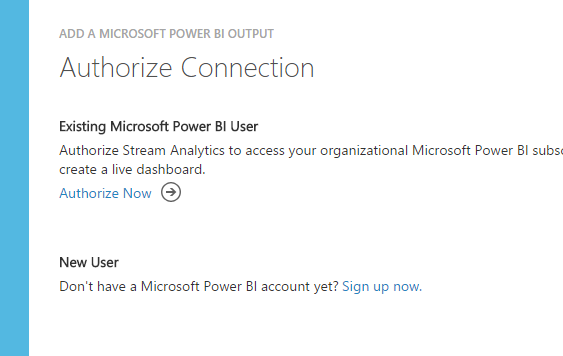 ADD A MICROSOFT POWER BI OUTPUT
Authorize Connection
Existing Microsoft Power BI User
Authorize Stream Analytics to access your organizational Microsoft Power BI
create a live dashboard.
Authorize Now
New User
Don't have a Microsoft Power BI account yet? Sign up now.